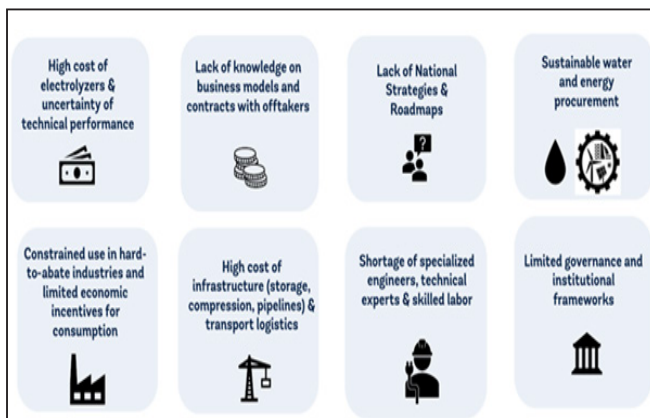 High cost of
electrolyzers &
uncertainty of
technical performance
Lack of knowledge on
business models and
contracts with offtakers
Lack of National
Strategies &
Roadmaps
Sustainable water
and energy
procurement
Constrained use in hard-
to-abate industries and
limited economic
incentives for
consumption
High cost of
infrastructure (storage,
compression, pipelines) &
transport logistics
Shortage of specialized
engineers, technical
experts & skilled labor
Limited governance and
institutional
frameworks